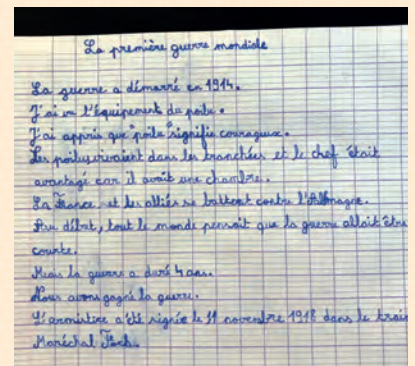 La première guerre mondiale
La guerre a démarré en 1914.
J'ai vu l'équipement du poilu.
J'ai appris que "poilu" signifie courageux.
Les poilus vivaient dans les tranchées et le chef était
avantagé car il avait une chambre.
La France et les alliés se battent contre l'Allemagne.
Au début, tout le monde pensait que la guerre allait être
courte.
Mais la guerre a duré 4 ans.
Nous avons gagné la guerre.
L'armistice a été signée le 11 novembre 1918 dans le train
Maréchal Foch.